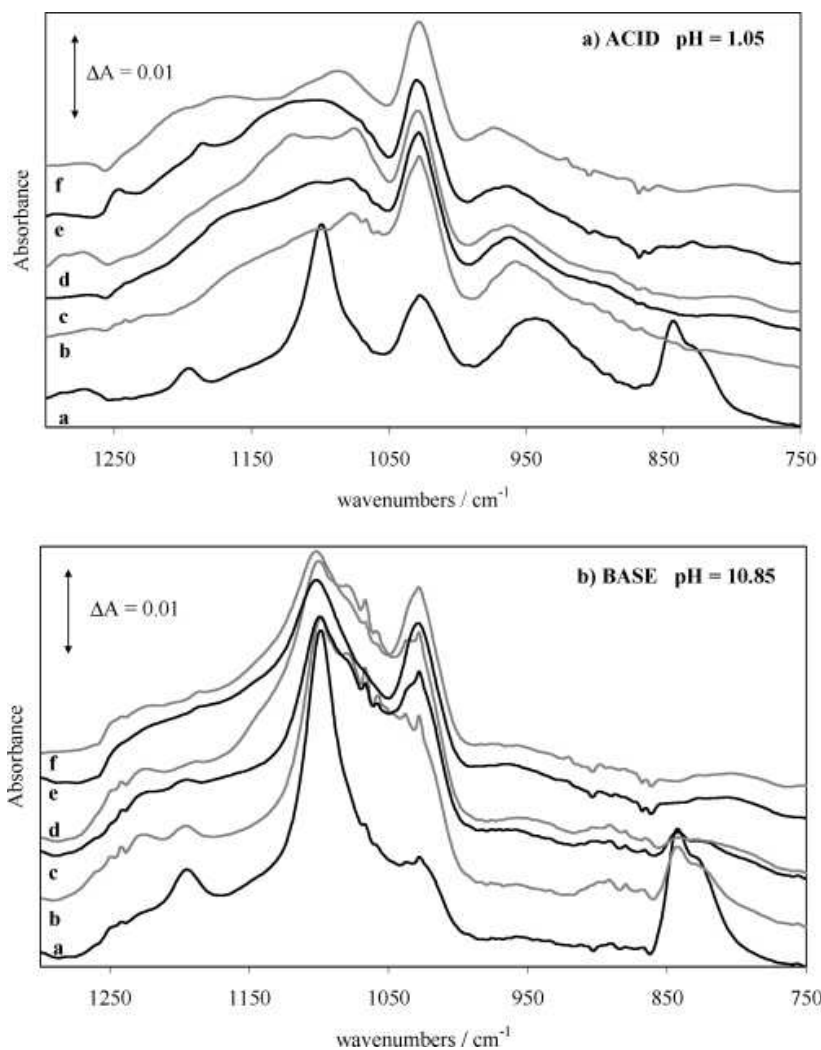 a) ACID pH = 1.05
ΔA = 0.01
Absorbance
f
e
d
c
b
a
1250 1150 1050 950 850 750
wavenumbers / cm⁻¹
b) BASE pH = 10.85
ΔA = 0.01
Absorbance
f
e
d
c
b
a
1250 1150 1050 950 850 750
wavenumbers / cm⁻¹